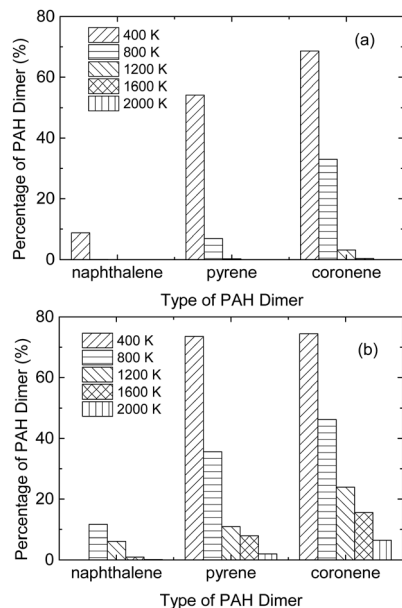 80
60
40
20
0
Percentage of PAH Dimer (%)
400 K
800 K
1200 K
1600 K
2000 K
(a)
naphthalene pyrene coronene
Type of PAH Dimer
80
60
40
20
0
Percentage of PAH Dimer (%)
400 K
800 K
1200 K
1600 K
2000 K
(b)
naphthalene pyrene coronene
Type of PAH Dimer